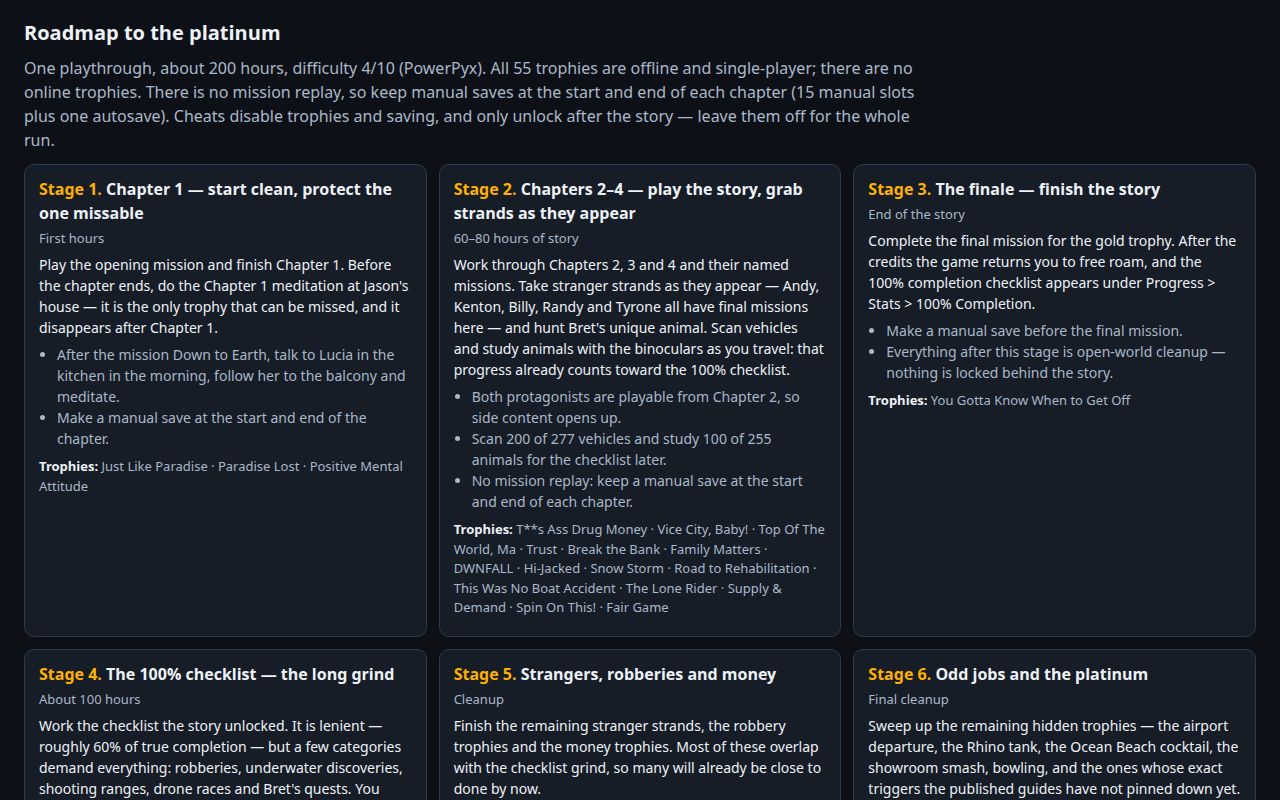 Roadmap to the platinum
One playthrough, about 200 hours, difficulty 4/10 (PowerPyx). All 55 trophies are offline and single-player; there are no
online trophies. There is no mission replay, so keep manual saves at the start and end of each chapter (15 manual slots
plus one autosave). Cheats disable trophies and saving, and only unlock after the story — leave them off for the whole
run.
Stage 1. Chapter 1 — start clean, protect the
one missable
First hours
Play the opening mission and finish Chapter 1. Before
the chapter ends, do the Chapter 1 meditation at Jason's
house — it is the only trophy that can be missed, and it
disappears after Chapter 1.
• After the mission Down to Earth, talk to Lucia in the
kitchen in the morning, follow her to the balcony and
meditate.
• Make a manual save at the start and end of the
chapter.
Trophies: Just Like Paradise · Paradise Lost · Positive Mental
Attitude
Stage 2. Chapters 2–4 — play the story, grab
strands as they appear
60–80 hours of story
Work through Chapters 2, 3 and 4 and their named
missions. Take stranger strands as they appear — Andy,
Kenton, Billy, Randy and Tyrone all have final missions
here — and hunt Bret's unique animal. Scan vehicles
and study animals with the binoculars as you travel: that
progress already counts toward the 100% checklist.
• Both protagonists are playable from Chapter 2, so
side content opens up.
• Scan 200 of 277 vehicles and study 100 of 255
animals for the checklist later.
• No mission replay: keep a manual save at the start
and end of each chapter.
Trophies: T**s Ass Drug Money · Vice City, Baby! · Top Of The
World, Ma · Trust · Break the Bank · Family Matters ·
DWNFALL · Hi-Jacked · Snow Storm · Road to Rehabilitation ·
This Was No Boat Accident · The Lone Rider · Supply &
Demand · Spin On This! · Fair Game
Stage 3. The finale — finish the story
End of the story
Complete the final mission for the gold trophy. After the
credits the game returns you to free roam, and the
100% completion checklist appears under Progress >
Stats > 100% Completion.
• Make a manual save before the final mission.
• Everything after this stage is open-world cleanup —
nothing is locked behind the story.
Trophies: You Gotta Know When to Get Off
Stage 4. The 100% checklist — the long grind
About 100 hours
Work the checklist the story unlocked. It is lenient —
roughly 60% of true completion — but a few categories
demand everything: robberies, underwater discoveries,
shooting ranges, drone races and Bret's quests. You
Stage 5. Strangers, robberies and money
Cleanup
Finish the remaining stranger strands, the robbery
trophies and the money trophies. Most of these overlap
with the checklist grind, so many will already be close to
done by now.
Stage 6. Odd jobs and the platinum
Final cleanup
Sweep up the remaining hidden trophies — the airport
departure, the Rhino tank, the Ocean Beach cocktail, the
showroom smash, bowling, and the ones whose exact
triggers the published guides have not pinned down yet.